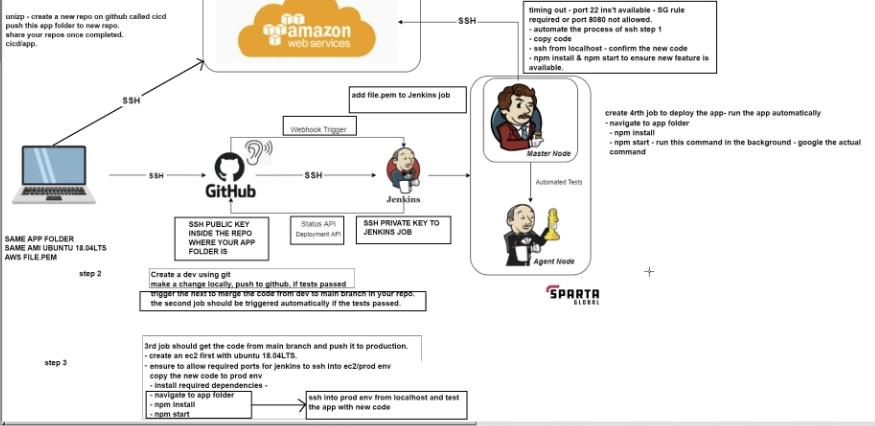 unizp - create a new repo on github called cicd
push this app folder to new repo.
share your repos once completed.
cicd/app.
amazon
web services
SSH
timing out - port 22 ins't available - SG rule
required or port 8080 not allowed.
- automate the process of ssh step 1
- copy code
- ssh from localhost - confirm the new code
- npm install & npm start to ensure new feature is
available.
SSH
add file.pem to Jenkins job
Webhook Trigger
create 4rth job to deploy the app- run the app automatically
- navigate to app folder
- npm install
- npm start - run this command in the background - google the actual
command
Master Node
SSH
GitHub
SSH
Jenkins
Automated Tests
SSH PUBLIC KEY
INSIDE THE REPO
WHERE YOUR APP
FOLDER IS
Status API
Deployment API
SSH PRIVATE KEY TO
JENKINS JOB
Agent Node
SAME APP FOLDER
SAME AMI UBUNTU 18.04LTS
AWS FILE.PEM
step 2
Create a dev using git
make a change locally, push to github, if tests passed
trigger the next to merge the code from dev to main branch in your repo.
the second job should be triggered automatically if the tests passed.
SPARTA
GLOBAL
step 3
3rd job should get the code from main branch and push it to production.
- create an ec2 first with ubuntu 18.04LTS.
- ensure to allow required ports for jenkins to ssh into ec2/prod env
copy the new code to prod env
- install required dependencies -
- navigate to app folder
- npm install
- npm start
ssh into prod env from localhost and test
the app with new code